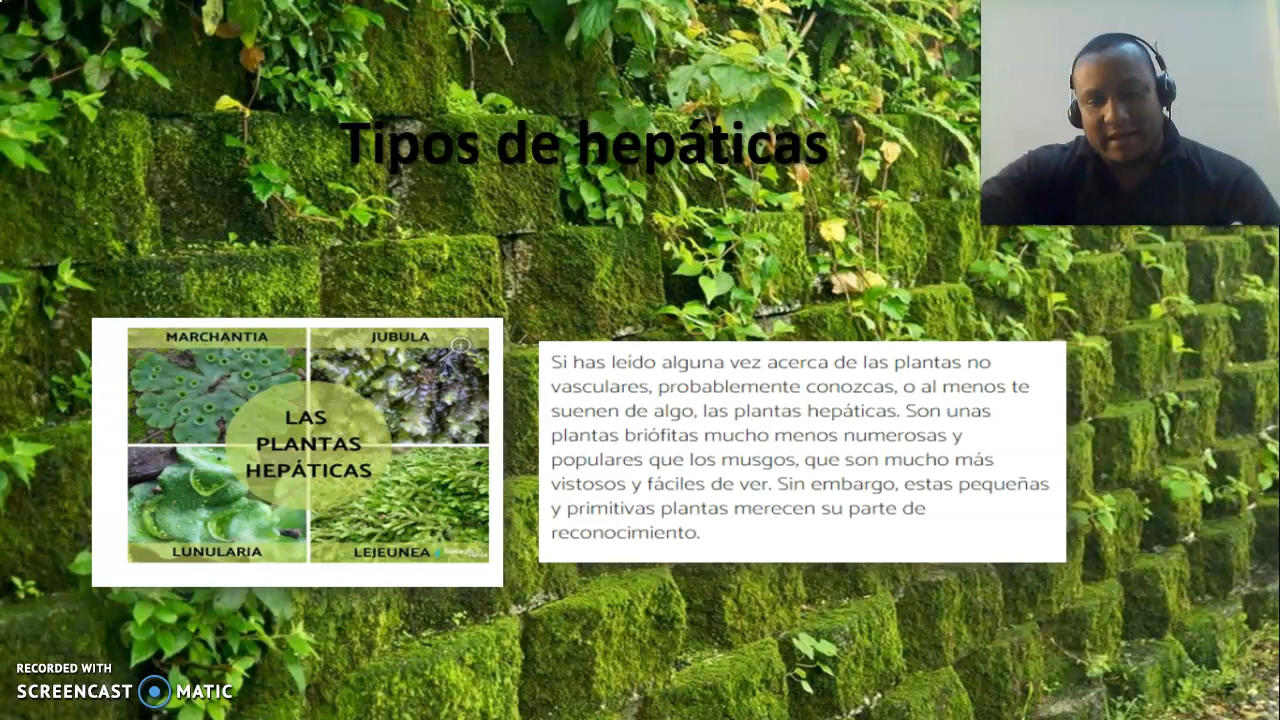 Tipos de hepáticas
MARCHANTIA
JUBULA
LAS
PLANTAS
HEPÁTICAS
LUNULARIA
LEJEUNEA
Si has leído alguna vez acerca de las plantas no
vasculares, probablemente conozcas, o al menos te
suenen de algo, las plantas hepáticas. Son unas
plantas briófitas mucho menos numerosas y
populares que los musgos, que son mucho más
vistosos y fáciles de ver. Sin embargo, estas pequeñas
y primitivas plantas merecen su parte de
reconocimiento.
RECORDED WITH
SCREENCAST MATIC